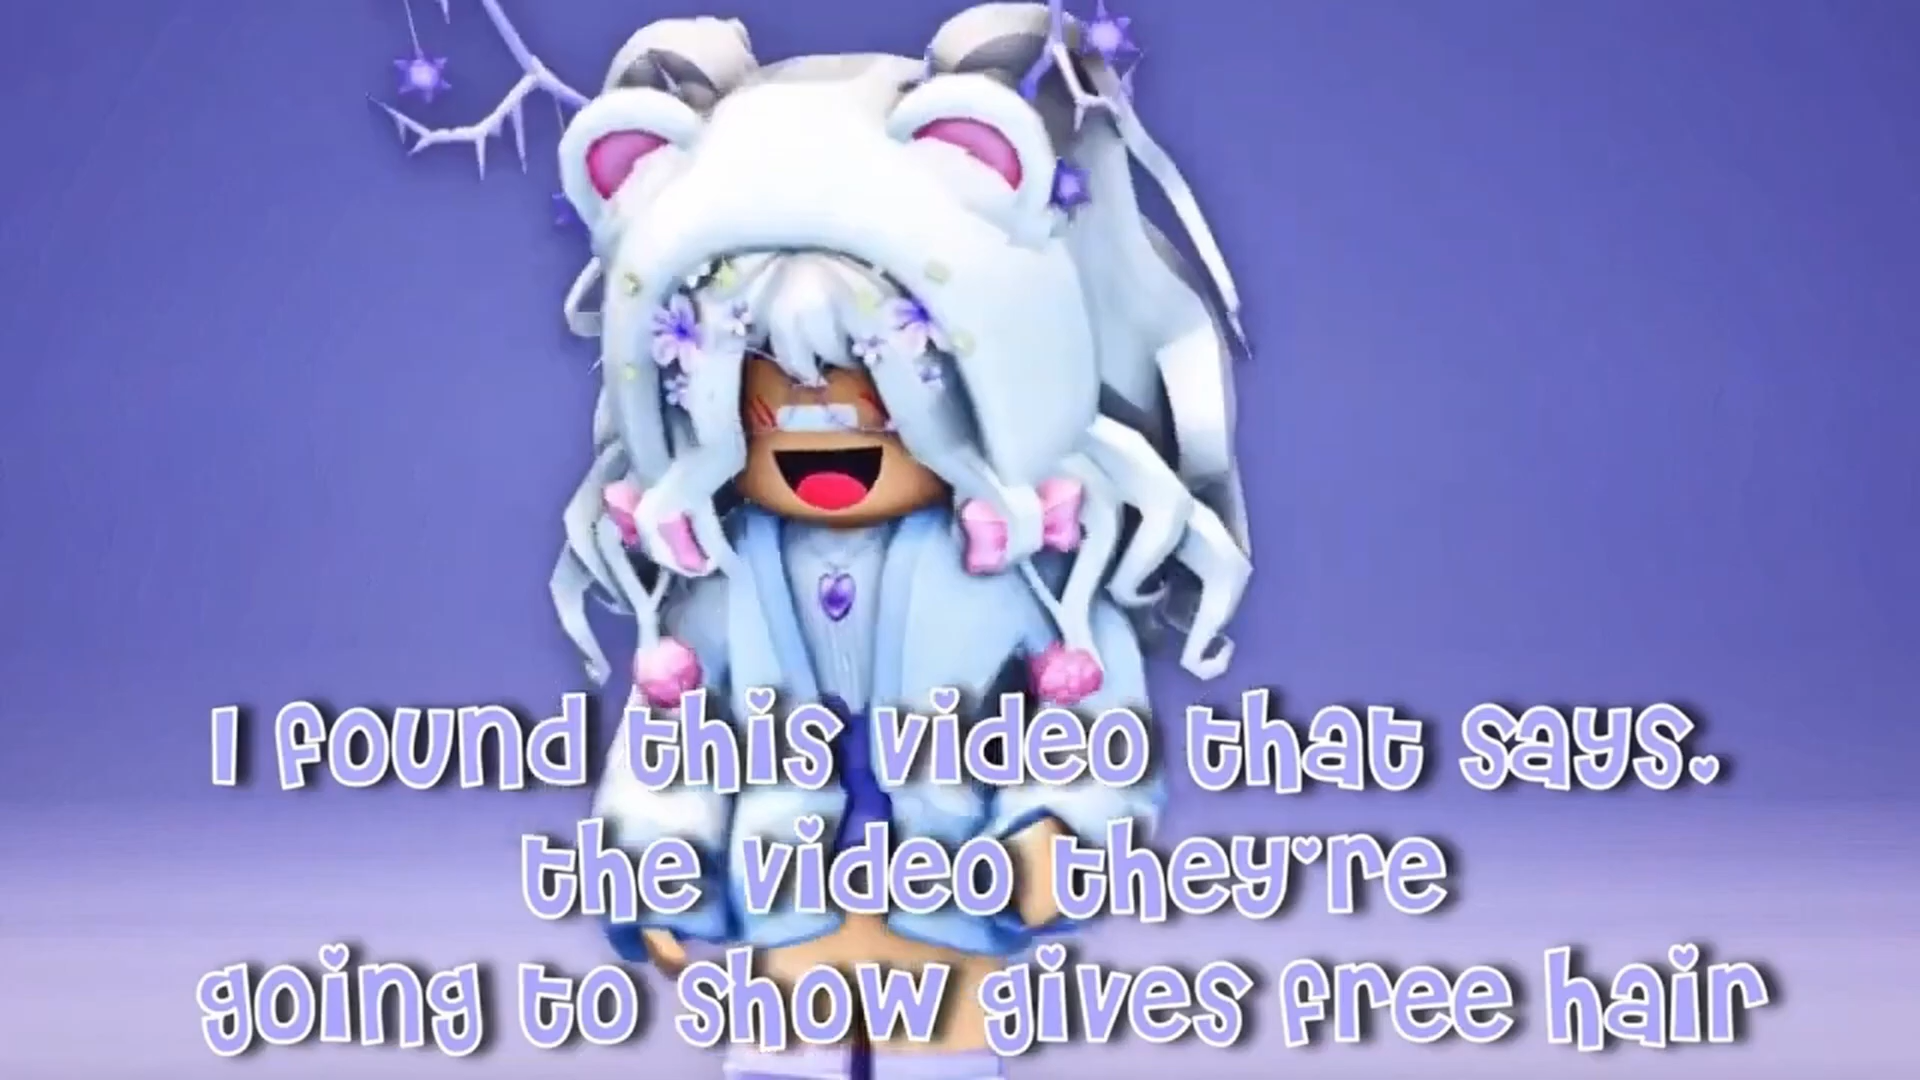 I found this video that says.
the video they're
going to show gives free hair